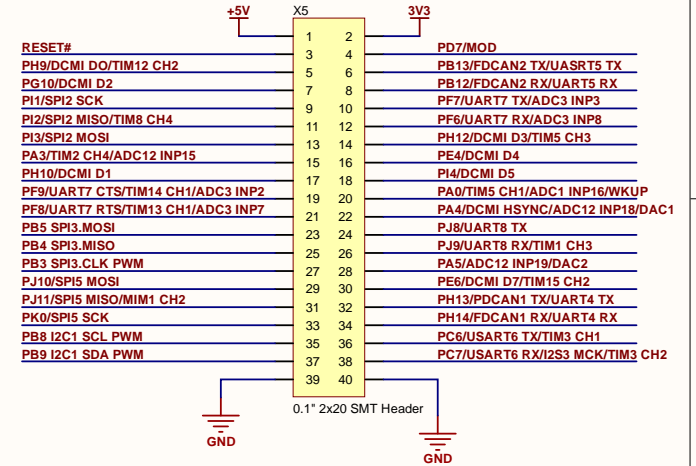 +5V X5 3V3
1 2
RESET# 3 4 PD7/MOD
PH9/DCMI DO/TIM12 CH2 5 6 PB13/FDCAN2 TX/UASRT5 TX
PG10/DCMI D2 7 8 PB12/FDCAN2 RX/UART5 RX
PI1/SPI2 SCK 9 10 PF7/UART7 TX/ADC3 INP3
PI2/SPI2 MISO/TIM8 CH4 11 12 PF6/UART7 RX/ADC3 INP8
PI3/SPI2 MOSI 13 14 PH12/DCMI D3/TIM5 CH3
PA3/TIM2 CH4/ADC12 INP15 15 16 PE4/DCMI D4
PH10/DCMI D1 17 18 PI4/DCMI D5
PF9/UART7 CTS/TIM14 CH1/ADC3 INP2 19 20 PA0/TIM5 CH1/ADC1 INP16/WKUP
PF8/UART7 RTS/TIM13 CH1/ADC3 INP7 21 22 PA4/DCMI HSYNC/ADC12 INP18/DAC1
PB5 SPI3.MOSI 23 24 PJ8/UART8 TX
PB4 SPI3.MISO 25 26 PJ9/UART8 RX/TIM1 CH3
PB3 SPI3.CLK PWM 27 28 PA5/ADC12 INP19/DAC2
PJ10/SPI5 MOSI 29 30 PE6/DCMI D7/TIM15 CH2
PJ11/SPI5 MISO/MIM1 CH2 31 32 PH13/PDCAN1 TX/UART4 TX
PK0/SPI5 SCK 33 34 PH14/FDCAN1 RX/UART4 RX
PB8 I2C1 SCL PWM 35 36 PC6/USART6 TX/TIM3 CH1
PB9 I2C1 SDA PWM 37 38 PC7/USART6 RX/I2S3 MCK/TIM3 CH2
39 40
0.1" 2x20 SMT Header
GND
GND